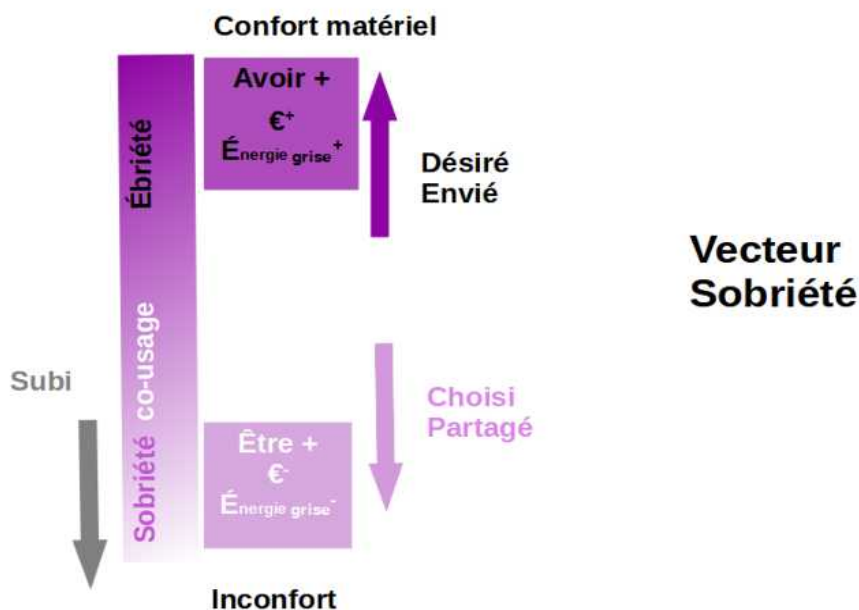 Confort matériel
Avoir +
€+
Énergie grise+
Ébriété
Désiré
Envié
Vecteur
Sobriété
co-usage
Subi
Choisi
Partagé
Sobriété
Être +
€-
Énergie grise-
Inconfort